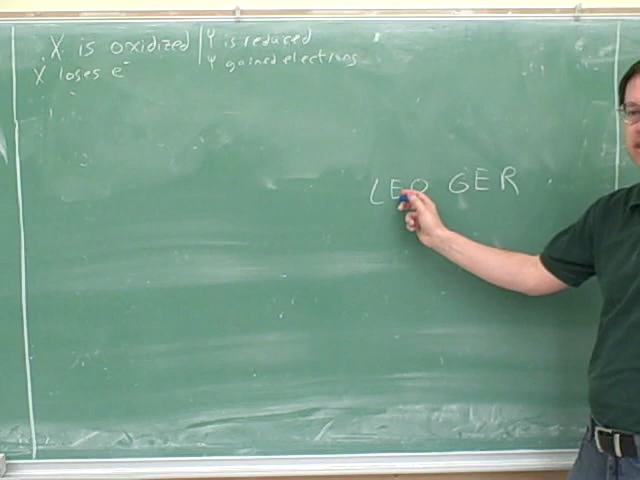 X is oxidized | Y is reduced
X loses e⁻ Y gained electrons
LEO GER